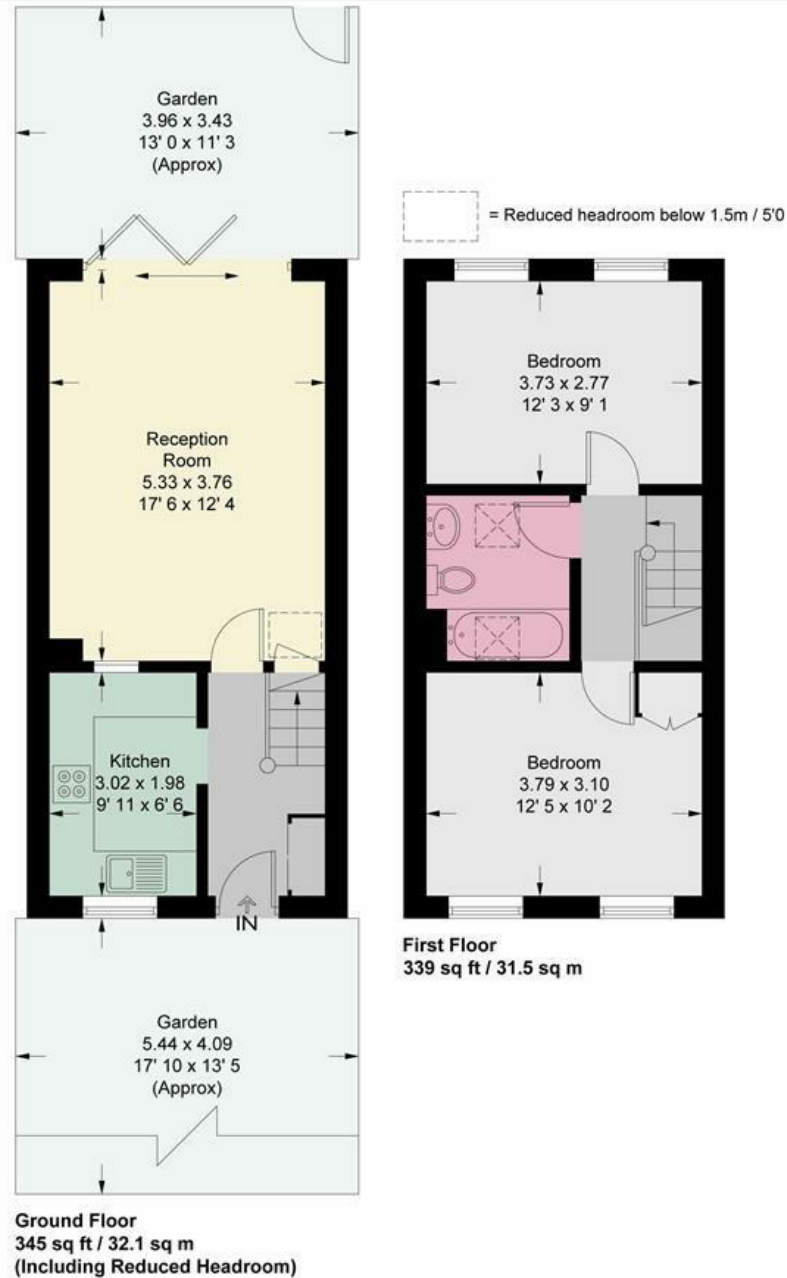 Garden
3.96 x 3.43
13' 0 x 11' 3
(Approx)
= Reduced headroom below 1.5m / 5'0
Reception
Room
5.33 x 3.76
17' 6 x 12' 4
Bedroom
3.73 x 2.77
12' 3 x 9' 1
Kitchen
3.02 x 1.98
9' 11 x 6' 6
Bedroom
3.79 x 3.10
12' 5 x 10' 2
IN
First Floor
339 sq ft / 31.5 sq m
Garden
5.44 x 4.09
17' 10 x 13' 5
(Approx)
Ground Floor
345 sq ft / 32.1 sq m
(Including Reduced Headroom)